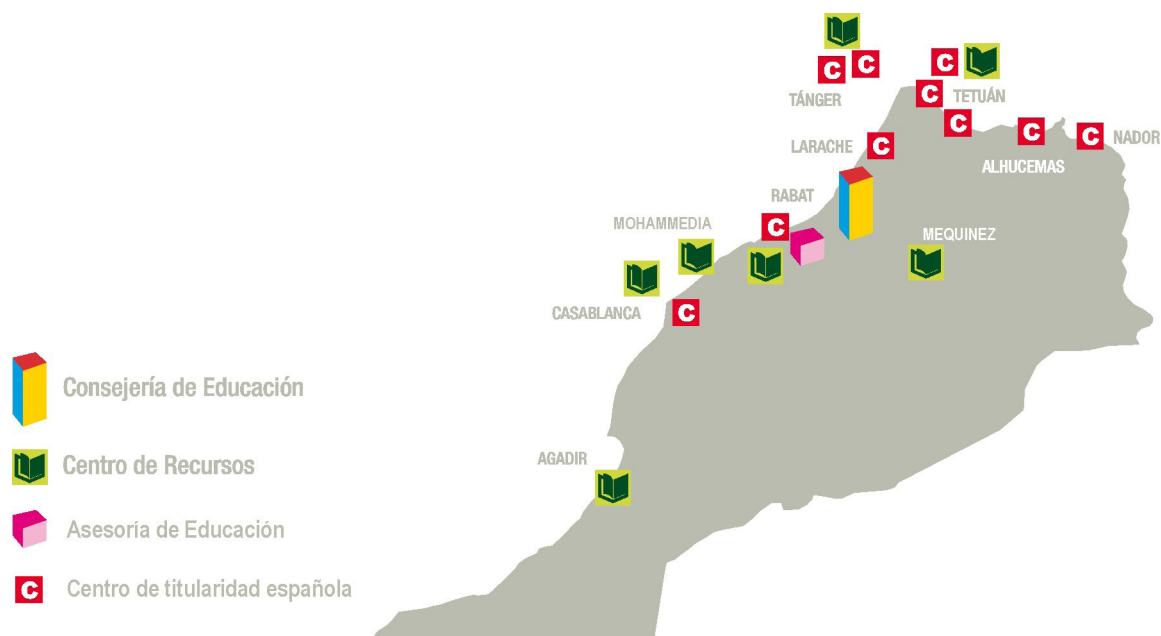 TÁNGER
TETUÁN
LARACHE
NADOR
ALHUCEMAS
RABAT
MOHAMMEDIA
MEQUINEZ
CASABLANCA
AGADIR
Consejería de Educación
Centro de Recursos
Asesoría de Educación
Centro de titularidad española
C
C
C
C
C
C
C
C
C
C
C